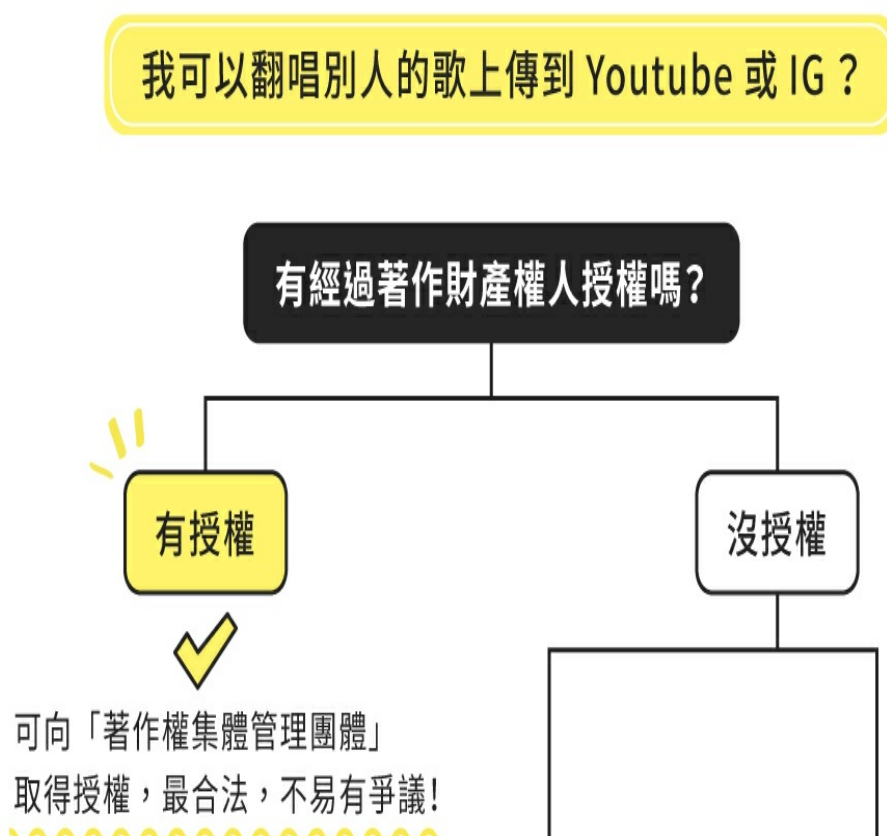 我可以翻唱別人的歌上傳到 Youtube 或 IG？
有經過著作財產權人授權嗎？
有授權
沒授權
可向「著作權集體管理團體」
取得授權，最合法，不易有爭議！